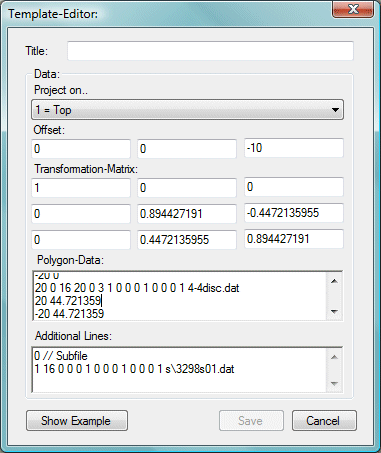 Template-Editor:
Title:
Data:
Project on..
1 = Top
Offset:
0 0 -10
Transformation-Matrix:
1 0 0
0 0.894427191 -0.4472135955
0 0.4472135955 0.894427191
Polygon-Data:
-20 0
20 0 16 20 0 3 1 0 0 0 1 0 0 0 1 4-4disc.dat
20 44.721359
-20 44.721359
Additional Lines:
0 // Subfile
1 16 0 0 0 1 0 0 0 1 0 0 0 1 s\3298s01.dat
Show Example Save Cancel